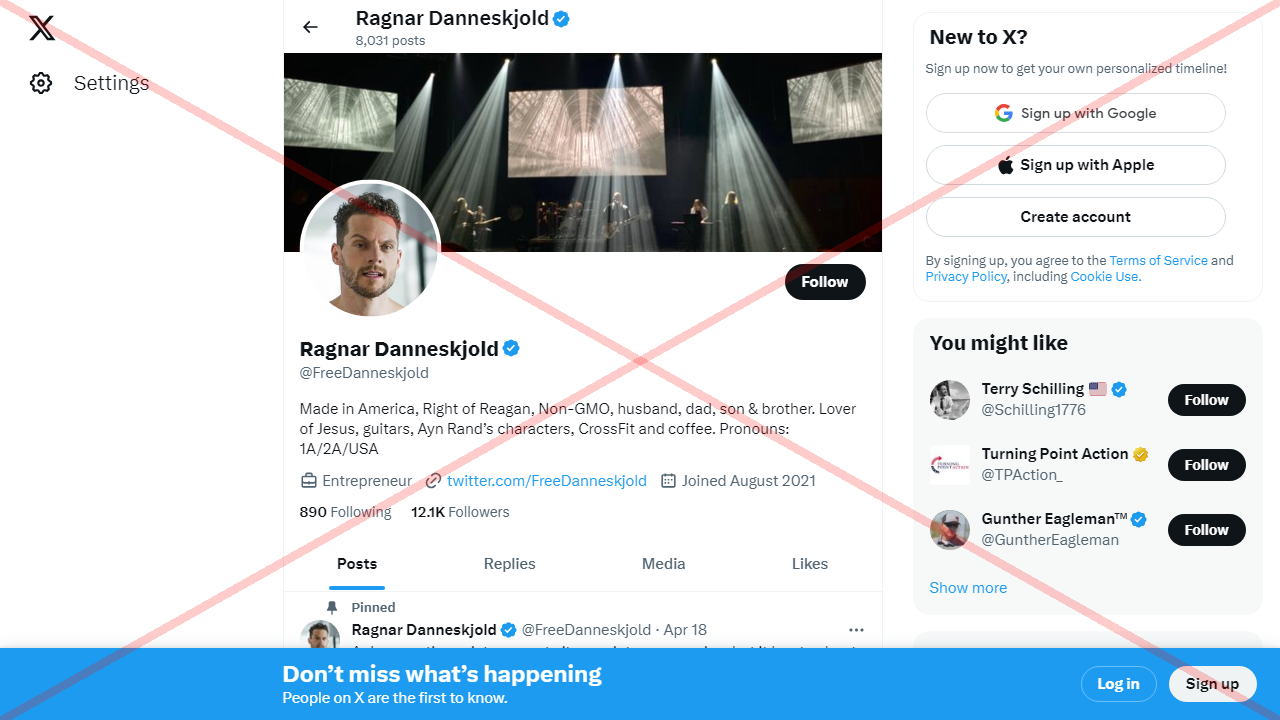 Settings
Ragnar Danneskjold
8,031 posts
Follow
Ragnar Danneskjold
@FreeDanneskjold
Made in America, Right of Reagan, Non-GMO, husband, dad, son & brother. Lover
of Jesus, guitars, Ayn Rand’s characters, CrossFit and coffee. Pronouns:
1A/2A/USA
Entrepreneur twitter.com/FreeDanneskjold Joined August 2021
890 Following 12.1K Followers
Posts Replies Media Likes
Pinned
Ragnar Danneskjold @FreeDanneskjold · Apr 18
New to X?
Sign up now to get your own personalized timeline!
Sign up with Google
Sign up with Apple
Create account
By signing up, you agree to the Terms of Service and
Privacy Policy, including Cookie Use.
You might like
Terry Schilling
@Schilling1776
Follow
TURNING
POINT ACTION
Turning Point Action
@TPAction_
Follow
Gunther Eagleman™
@GuntherEagleman
Follow
Show more
Don’t miss what’s happening
People on X are the first to know.
Log in
Sign up